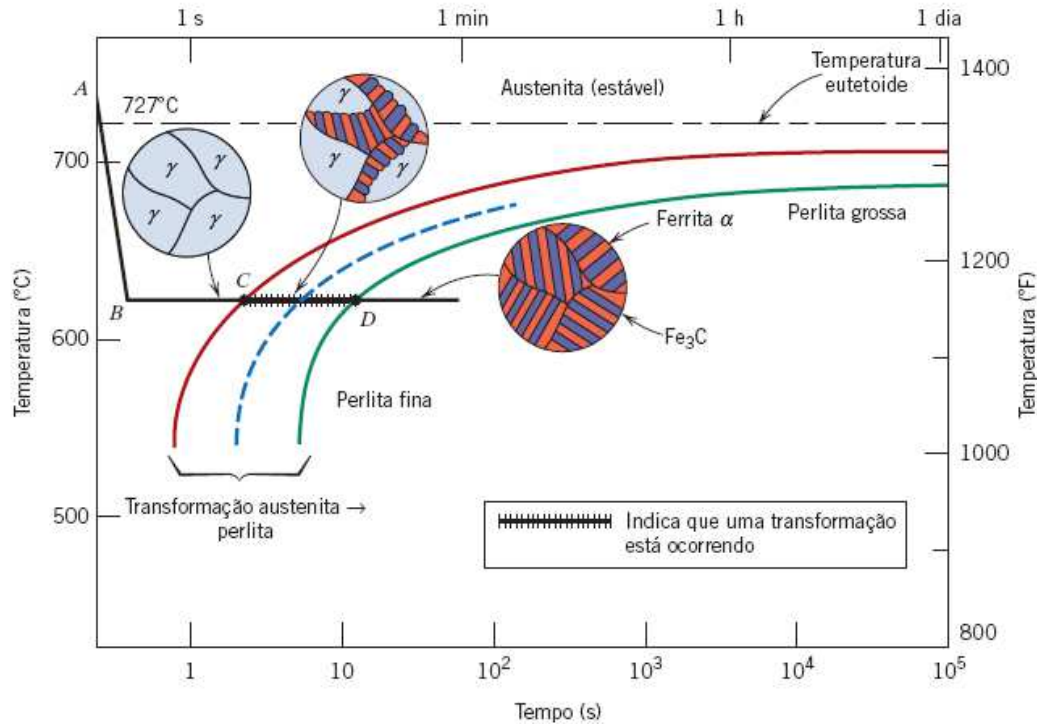 1 s
1 min
1 h
1 dia
A
727°C
Austenita (estável)
Temperatura
eutetoide
1400
γ
γ
γ
γ
γ
γ
γ
700
Perlita grossa
Ferrita α
1200
C
B
D
600
Fe₃C
Temperatura (°C)
Temperatura (°F)
Perlita fina
1000
Transformação austenita →
perlita
500
Indica que uma transformação
está ocorrendo
800
1
10
10²
10³
10⁴
10⁵
Tempo (s)